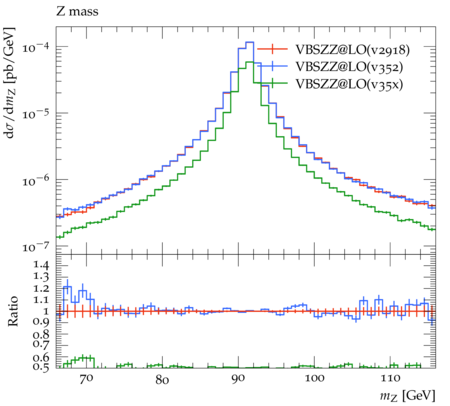 Z mass
dσ/dm_Z [pb/GeV]
10⁻⁴
10⁻⁵
10⁻⁶
10⁻⁷
VBSZZ@LO(v2918)
VBSZZ@LO(v352)
VBSZZ@LO(v35x)
Ratio
1.4
1.3
1.2
1.1
1
0.9
0.8
0.7
0.6
0.5
70 80 90 100 110
m_Z [GeV]